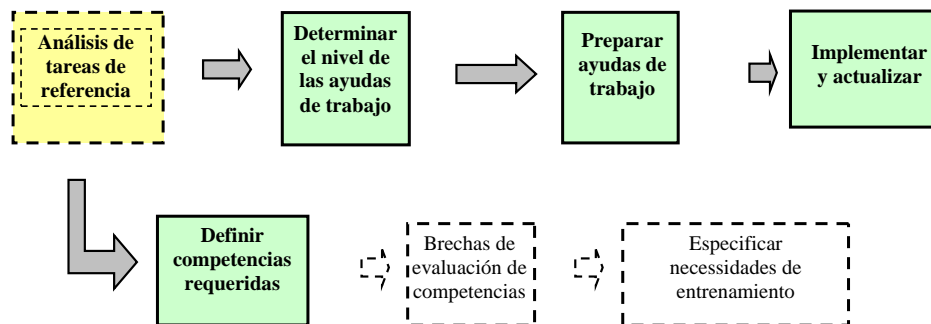 Análisis de
tareas de
referencia
Determinar
el nivel de
las ayudas
de trabajo
Preparar
ayudas de
trabajo
Implementar
y actualizar
Definir
competencias
requeridas
Brechas de
evaluación de
competencias
Especificar
necessidades de
entrenamiento